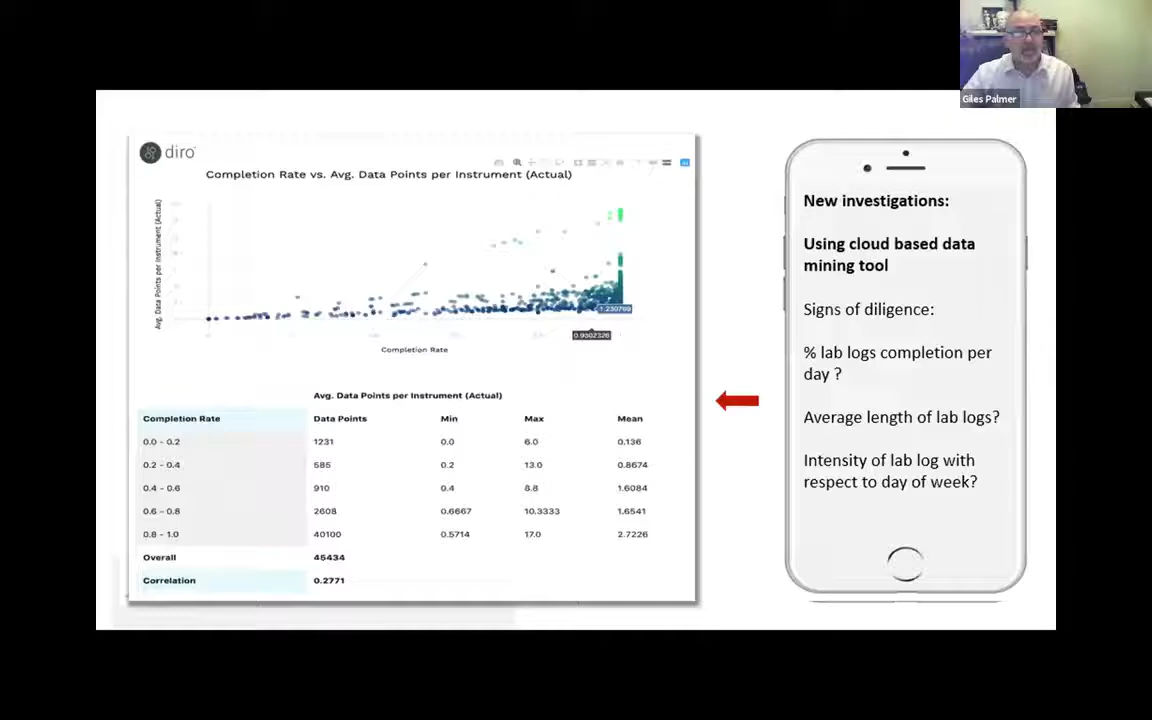 Giles Palmer
diro
Completion Rate vs. Avg. Data Points per Instrument (Actual)
Avg. Data Points per Instrument (Actual)
1.230769
0.9302326
Completion Rate
Avg. Data Points per Instrument (Actual)
Completion Rate Data Points Min Max Mean
0.0 - 0.2 1231 0.0 6.0 0.136
0.2 - 0.4 585 0.2 13.0 0.8674
0.4 - 0.6 910 0.4 8.8 1.6084
0.6 - 0.8 2608 0.6667 10.3333 1.6541
0.8 - 1.0 40100 0.5714 17.0 2.7226
Overall 45434
Correlation 0.2771
New investigations:
Using cloud based data
mining tool
Signs of diligence:
% lab logs completion per
day ?
Average length of lab logs?
Intensity of lab log with
respect to day of week?